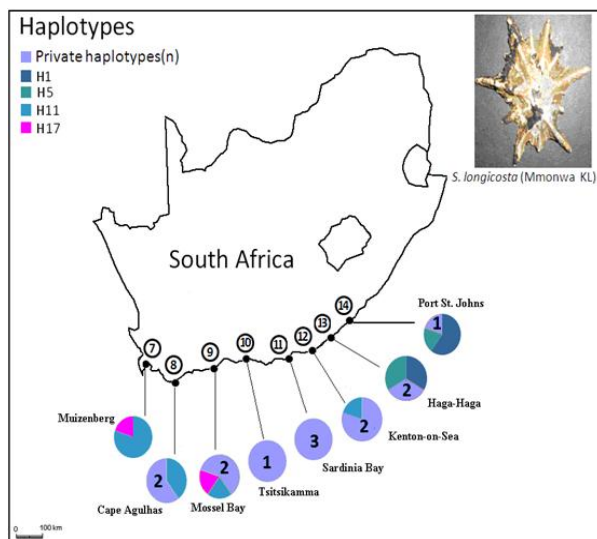 Haplotypes
Private haplotypes(n)
H1
H5
H11
H17
S. longicosta (Mmonwa KL)
South Africa
14
13
12
11
10
9
8
7
Port St. Johns
1
Haga-Haga
2
Kenton-on-Sea
2
Sardinia Bay
3
Tsitsikamma
1
Mossel Bay
2
Cape Agulhas
2
Muizenberg
0 100 km